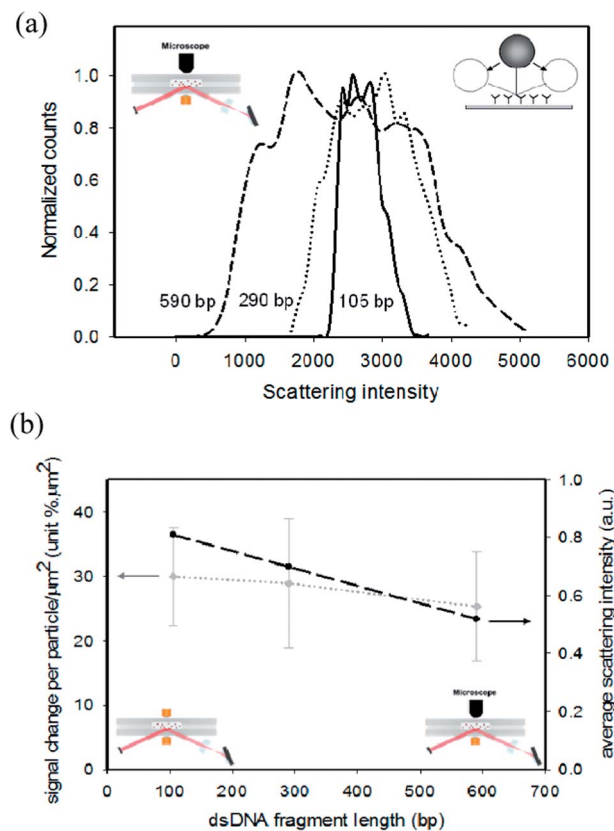 (a)
Microscope
Normalized counts
1.0
0.8
0.6
0.4
0.2
0.0
590 bp
290 bp
105 bp
0
1000
2000
3000
4000
5000
6000
Scattering intensity
(b)
signal change per particle/µm² (unit %.µm²)
40
30
20
10
0
1.0
0.8
0.6
0.4
0.2
0.0
average scattering intensity (a.u.)
Microscope
0
100
200
300
400
500
600
700
dsDNA fragment length (bp)